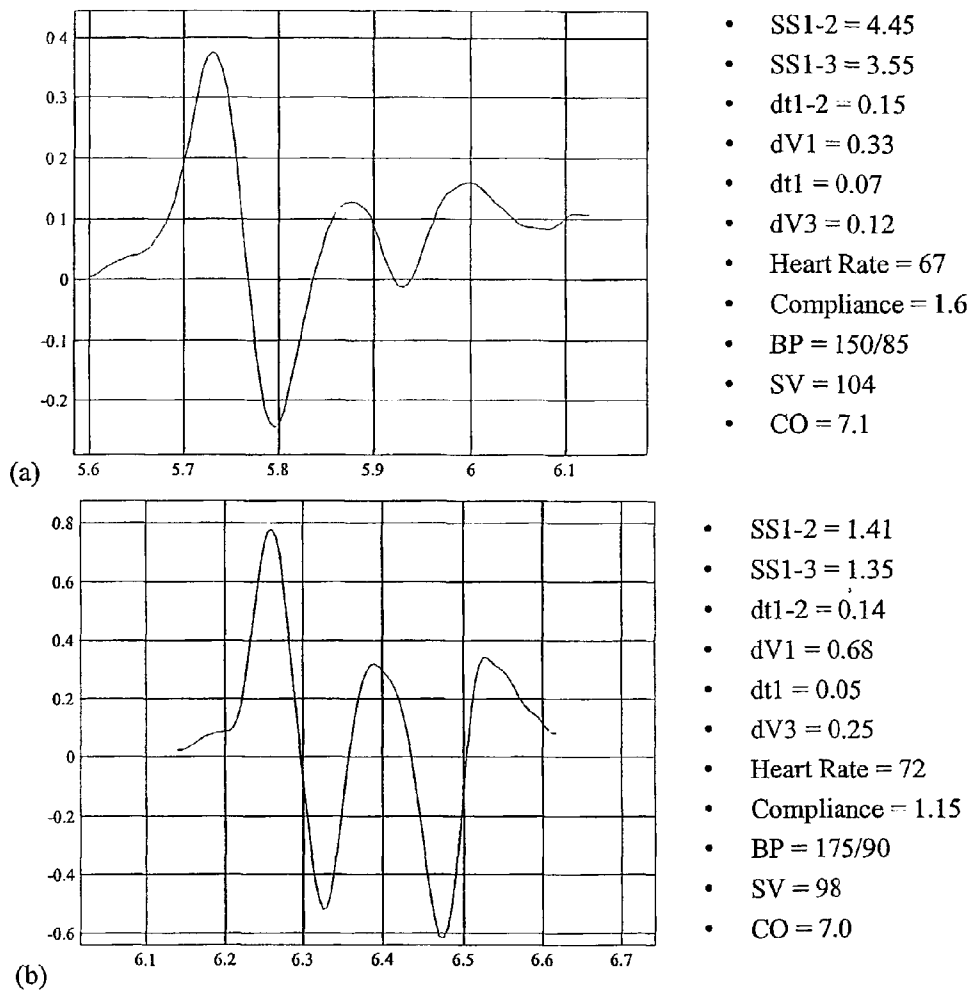 0.4
0.3
0.2
0.1
0
-0.1
-0.2
5.6 5.7 5.8 5.9 6 6.1
(a)
• SS1-2 = 4.45
• SS1-3 = 3.55
• dt1-2 = 0.15
• dV1 = 0.33
• dt1 = 0.07
• dV3 = 0.12
• Heart Rate = 67
• Compliance = 1.6
• BP = 150/85
• SV = 104
• CO = 7.1
0.8
0.6
0.4
0.2
0
-0.2
-0.4
-0.6
6.1 6.2 6.3 6.4 6.5 6.6 6.7
(b)
• SS1-2 = 1.41
• SS1-3 = 1.35
• dt1-2 = 0.14
• dV1 = 0.68
• dt1 = 0.05
• dV3 = 0.25
• Heart Rate = 72
• Compliance = 1.15
• BP = 175/90
• SV = 98
• CO = 7.0